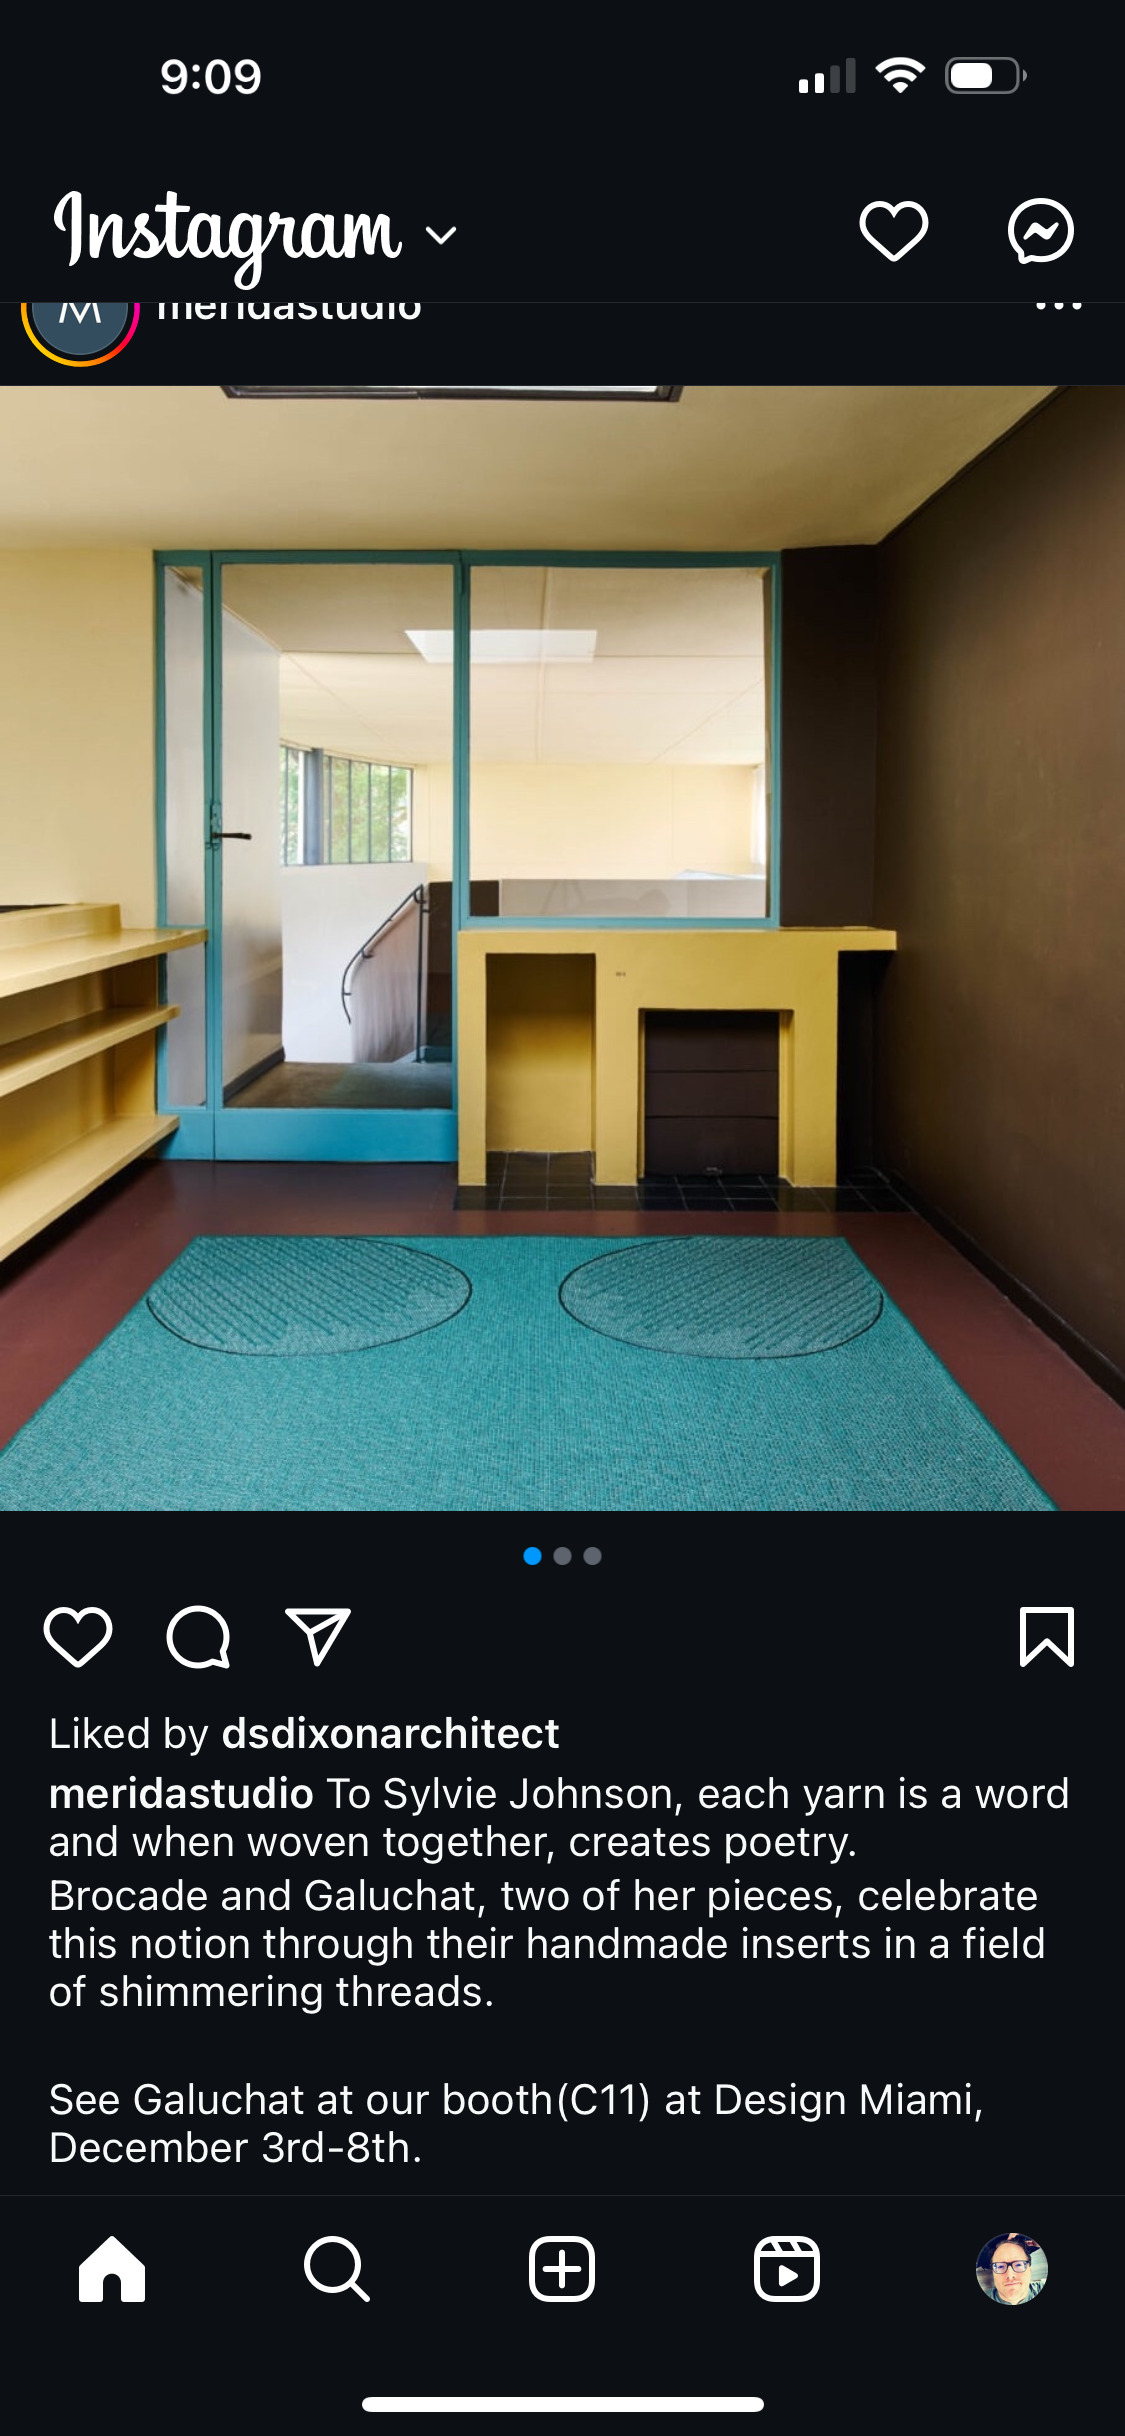 9:09
Instagram
M
meridastudio
Liked by dsdixonarchitect
meridastudio To Sylvie Johnson, each yarn is a word
and when woven together, creates poetry.
Brocade and Galuchat, two of her pieces, celebrate
this notion through their handmade inserts in a field
of shimmering threads.
See Galuchat at our booth(C11) at Design Miami,
December 3rd-8th.